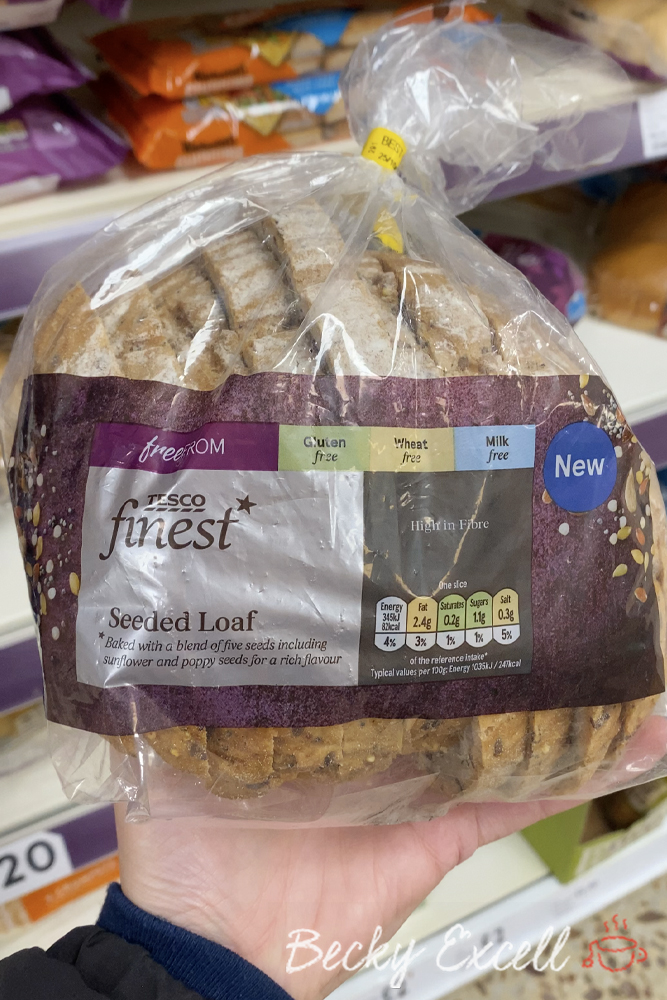 freeFROM
Gluten free
Wheat free
Milk free
New
TESCO
finest*
High in Fibre
Seeded Loaf
*Baked with a blend of five seeds including
sunflower and poppy seeds for a rich flavour
One slice
Energy 345kJ 82kcal 4%
Fat 2.4g 3%
Saturates 0.2g 1%
Sugars 1.1g 1%
Salt 0.3g 5%
of the reference intake*
Typical values per 100g: Energy 1035kJ / 247kcal
20
Becky Excell